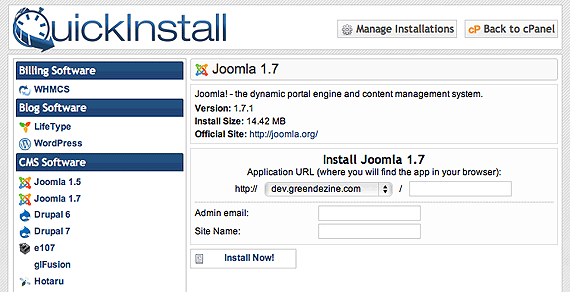 QuickInstall
Manage Installations
cP Back to cPanel
Billing Software
WHMCS
Blog Software
LifeType
WordPress
CMS Software
Joomla 1.5
Joomla 1.7
Drupal 6
Drupal 7
e107
glFusion
Hotaru
Joomla 1.7
Joomla! - the dynamic portal engine and content management system.
Version: 1.7.1
Install Size: 14.42 MB
Official Site: http://joomla.org/
Install Joomla 1.7
Application URL (where you will find the app in your browser):
http:// dev.greendezine.com /
Admin email:
Site Name:
Install Now!